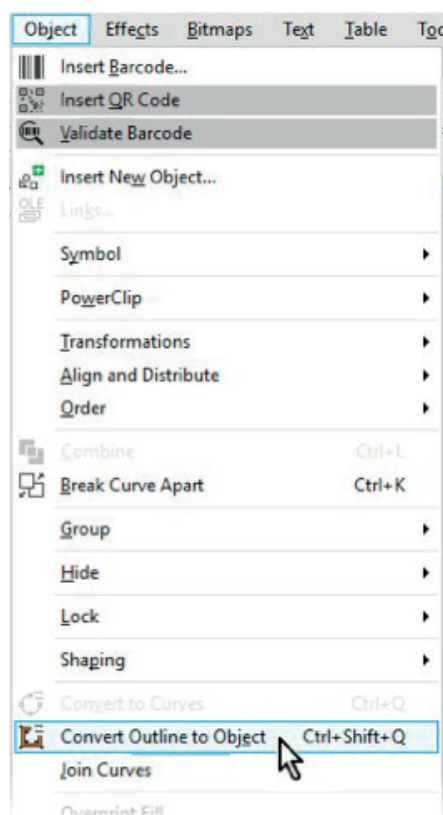 Object Effects Bitmaps Text Table Too
Insert Barcode...
Insert QR Code
Validate Barcode
Insert New Object...
OLE Links...
Symbol
PowerClip
Transformations
Align and Distribute
Order
Combine Ctrl+L
Break Curve Apart Ctrl+K
Group
Hide
Lock
Shaping
Convert to Curves Ctrl+Q
Convert Outline to Object Ctrl+Shift+Q
Join Curves
Overprint Fill